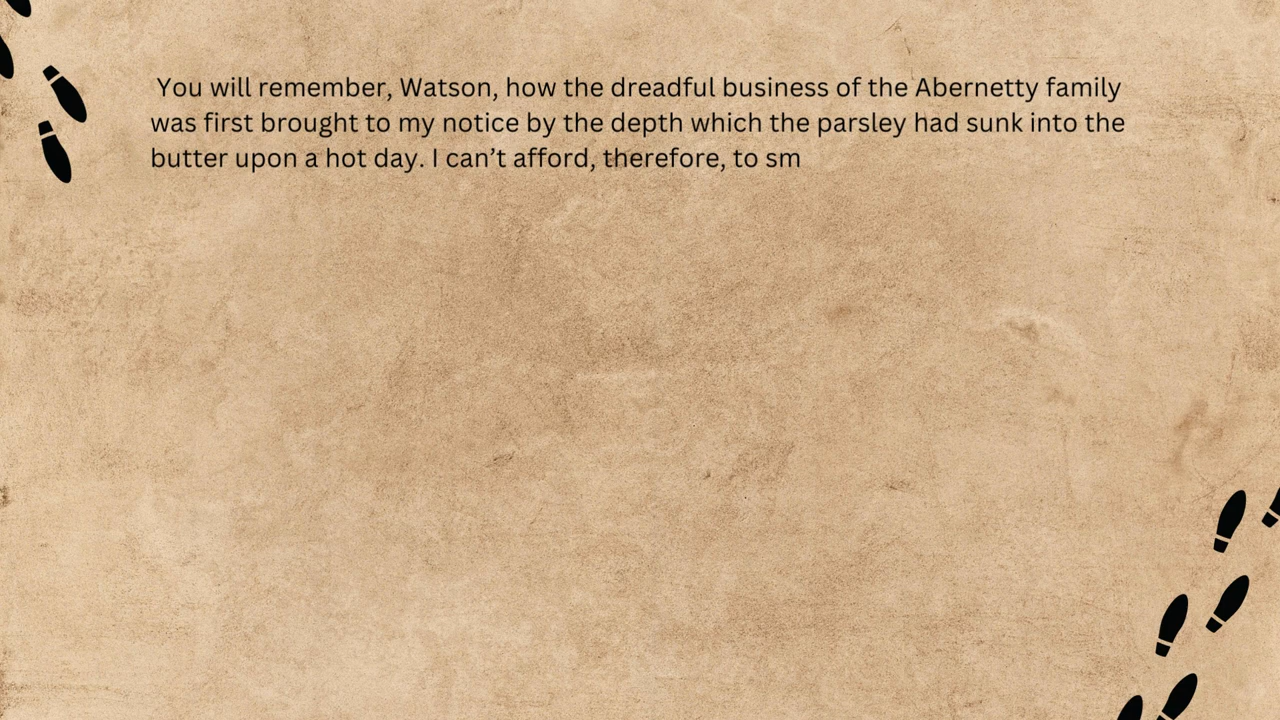 You will remember, Watson, how the dreadful business of the Abernetty family
was first brought to my notice by the depth which the parsley had sunk into the
butter upon a hot day. I can’t afford, therefore, to sm